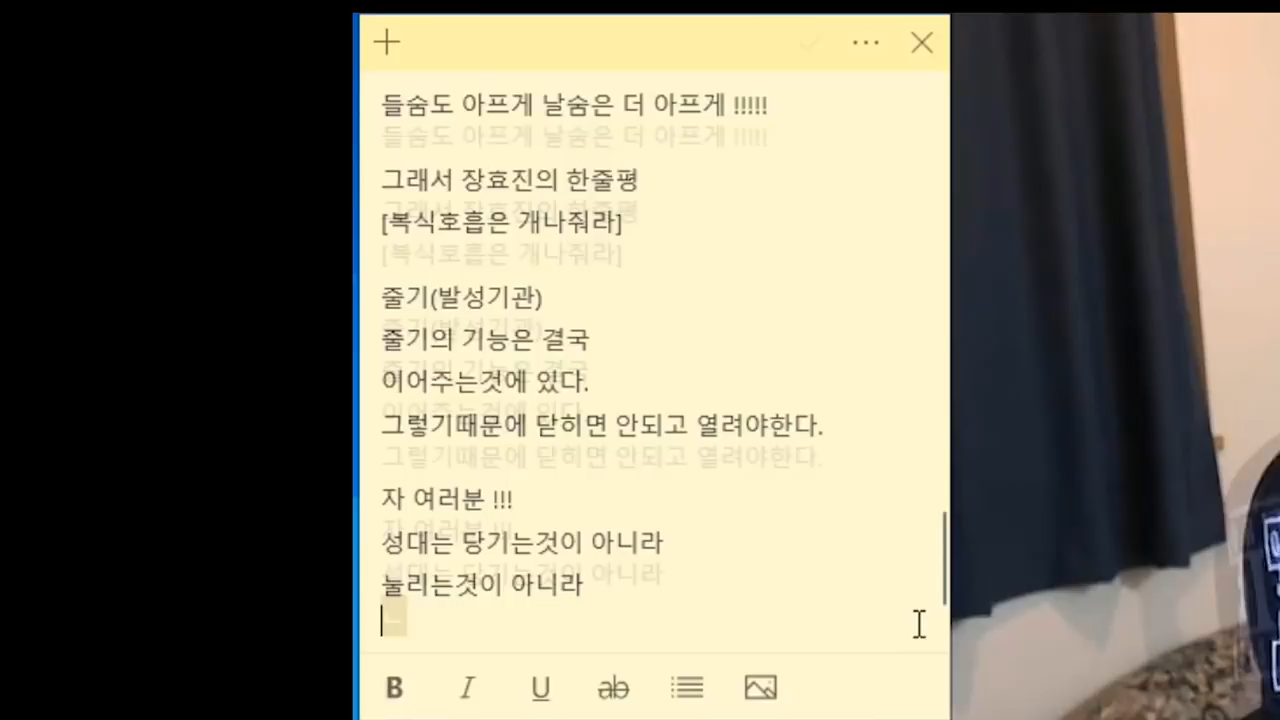 들숨도 아프게 날숨은 더 아프게 !!!!!
그래서 장효진의 한줄평
[복식호흡은 개나줘라]
줄기(발성기관)
줄기의 기능은 결국
이어주는것에 있다.
그렇기때문에 닫히면 안되고 열려야한다.
자 여러분 !!!
성대는 당기는것이 아니라
눌리는것이 아니라
B I U ab